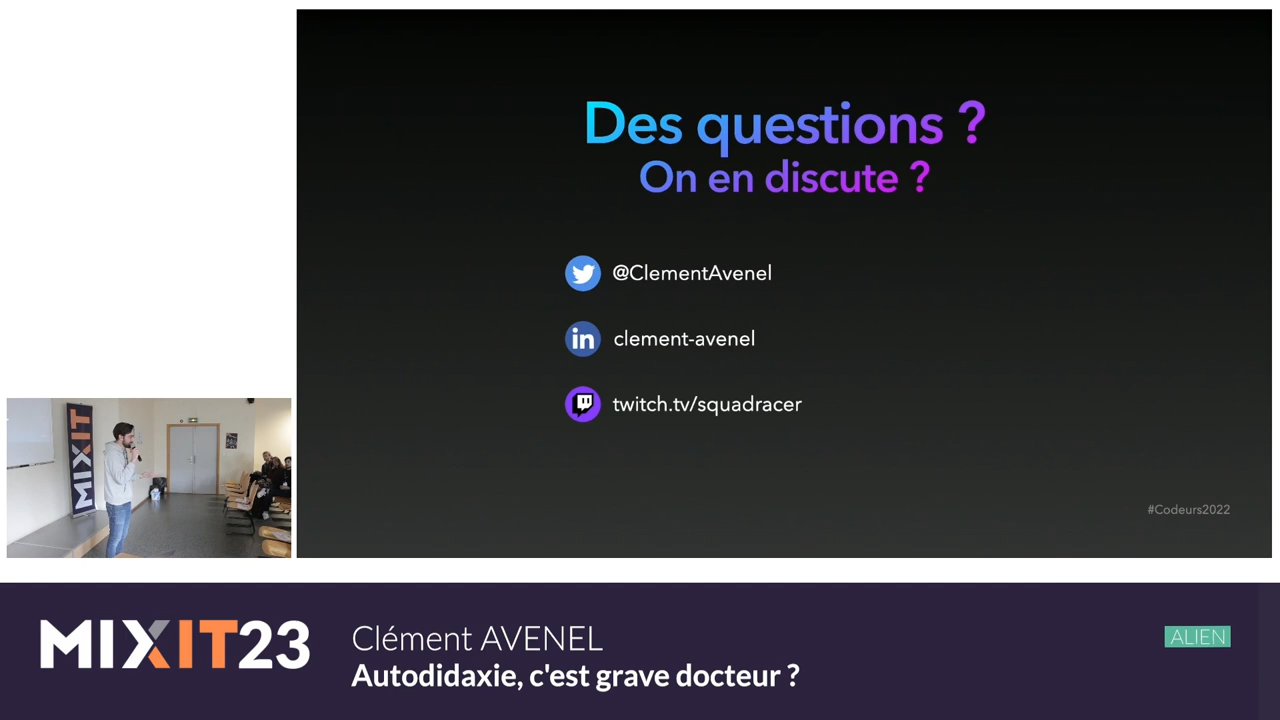 Des questions ?
On en discute ?
@ClementAvenel
clement-avenel
twitch.tv/squadracer
#Codeurs2022
MIXIT
MIXIT23
Clément AVENEL
Autodidaxie, c'est grave docteur ?
ALIEN